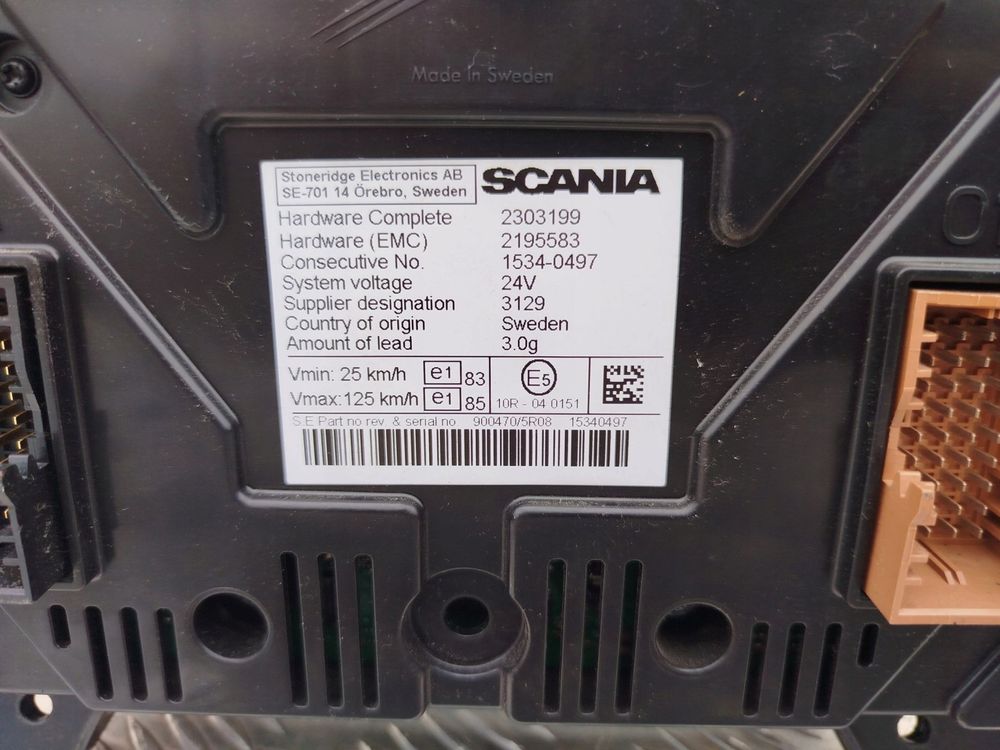 Made In Sweden
Stoneridge Electronics AB
SE-701 14 Örebro, Sweden
SCANIA
Hardware Complete 2303199
Hardware (EMC) 2195583
Consecutive No. 1534-0497
System voltage 24V
Supplier designation 3129
Country of origin Sweden
Amount of lead 3.0g
Vmin: 25 km/h e1 83
Vmax: 125 km/h e1 85
E5
10R - 04 0151
S.E Part no rev & serial no 900470/5R08 15340497